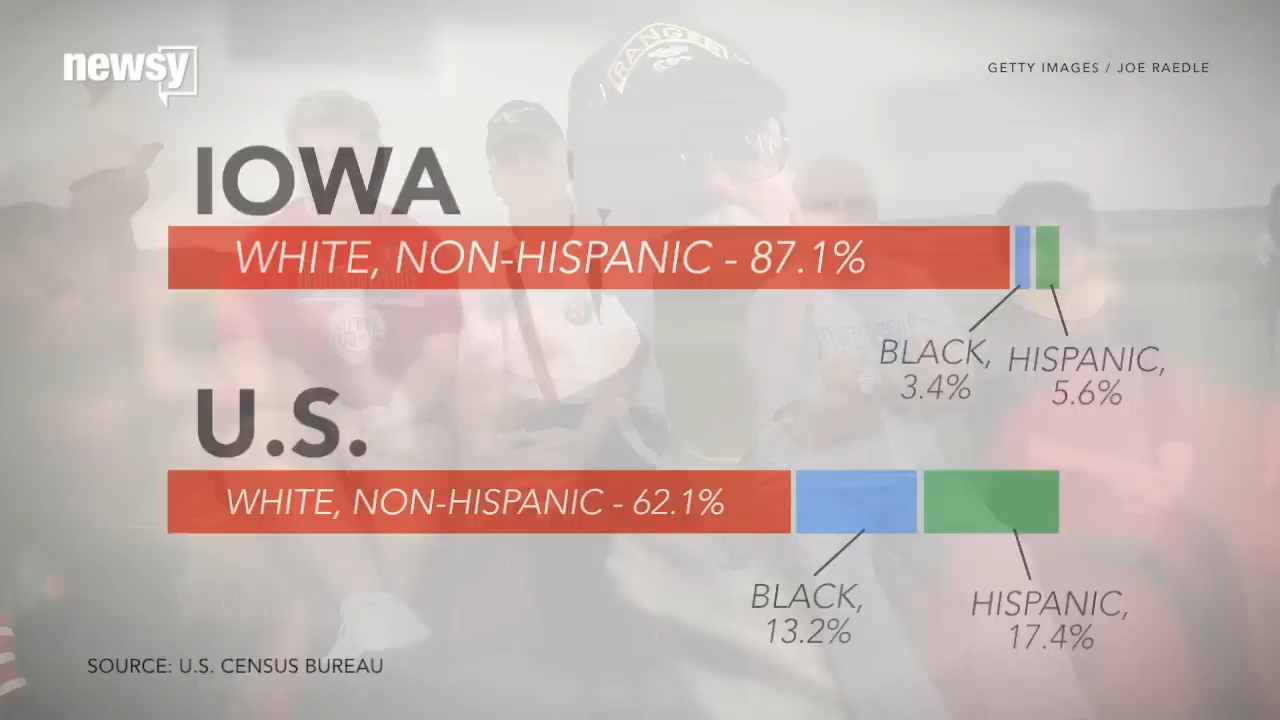 newsy
GETTY IMAGES / JOE RAEDLE
RANGER
IOWA
WHITE, NON-HISPANIC - 87.1%
BLACK,
3.4%
HISPANIC,
5.6%
U.S.
WHITE, NON-HISPANIC - 62.1%
BLACK,
13.2%
HISPANIC,
17.4%
SOURCE: U.S. CENSUS BUREAU